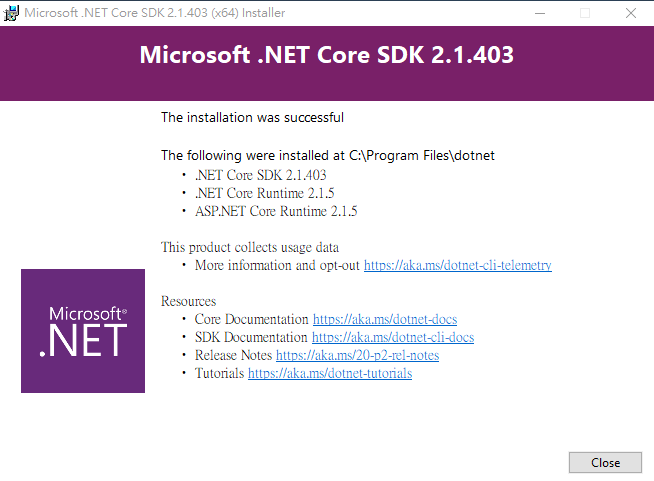 Microsoft .NET Core SDK 2.1.403 (x64) Installer
Microsoft .NET Core SDK 2.1.403
The installation was successful
The following were installed at C:\Program Files\dotnet
• .NET Core SDK 2.1.403
• .NET Core Runtime 2.1.5
• ASP.NET Core Runtime 2.1.5
This product collects usage data
• More information and opt-out https://aka.ms/dotnet-cli-telemetry
Resources
• Core Documentation https://aka.ms/dotnet-docs
• SDK Documentation https://aka.ms/dotnet-cli-docs
• Release Notes https://aka.ms/20-p2-rel-notes
• Tutorials https://aka.ms/dotnet-tutorials
Microsoft®
.NET
Close